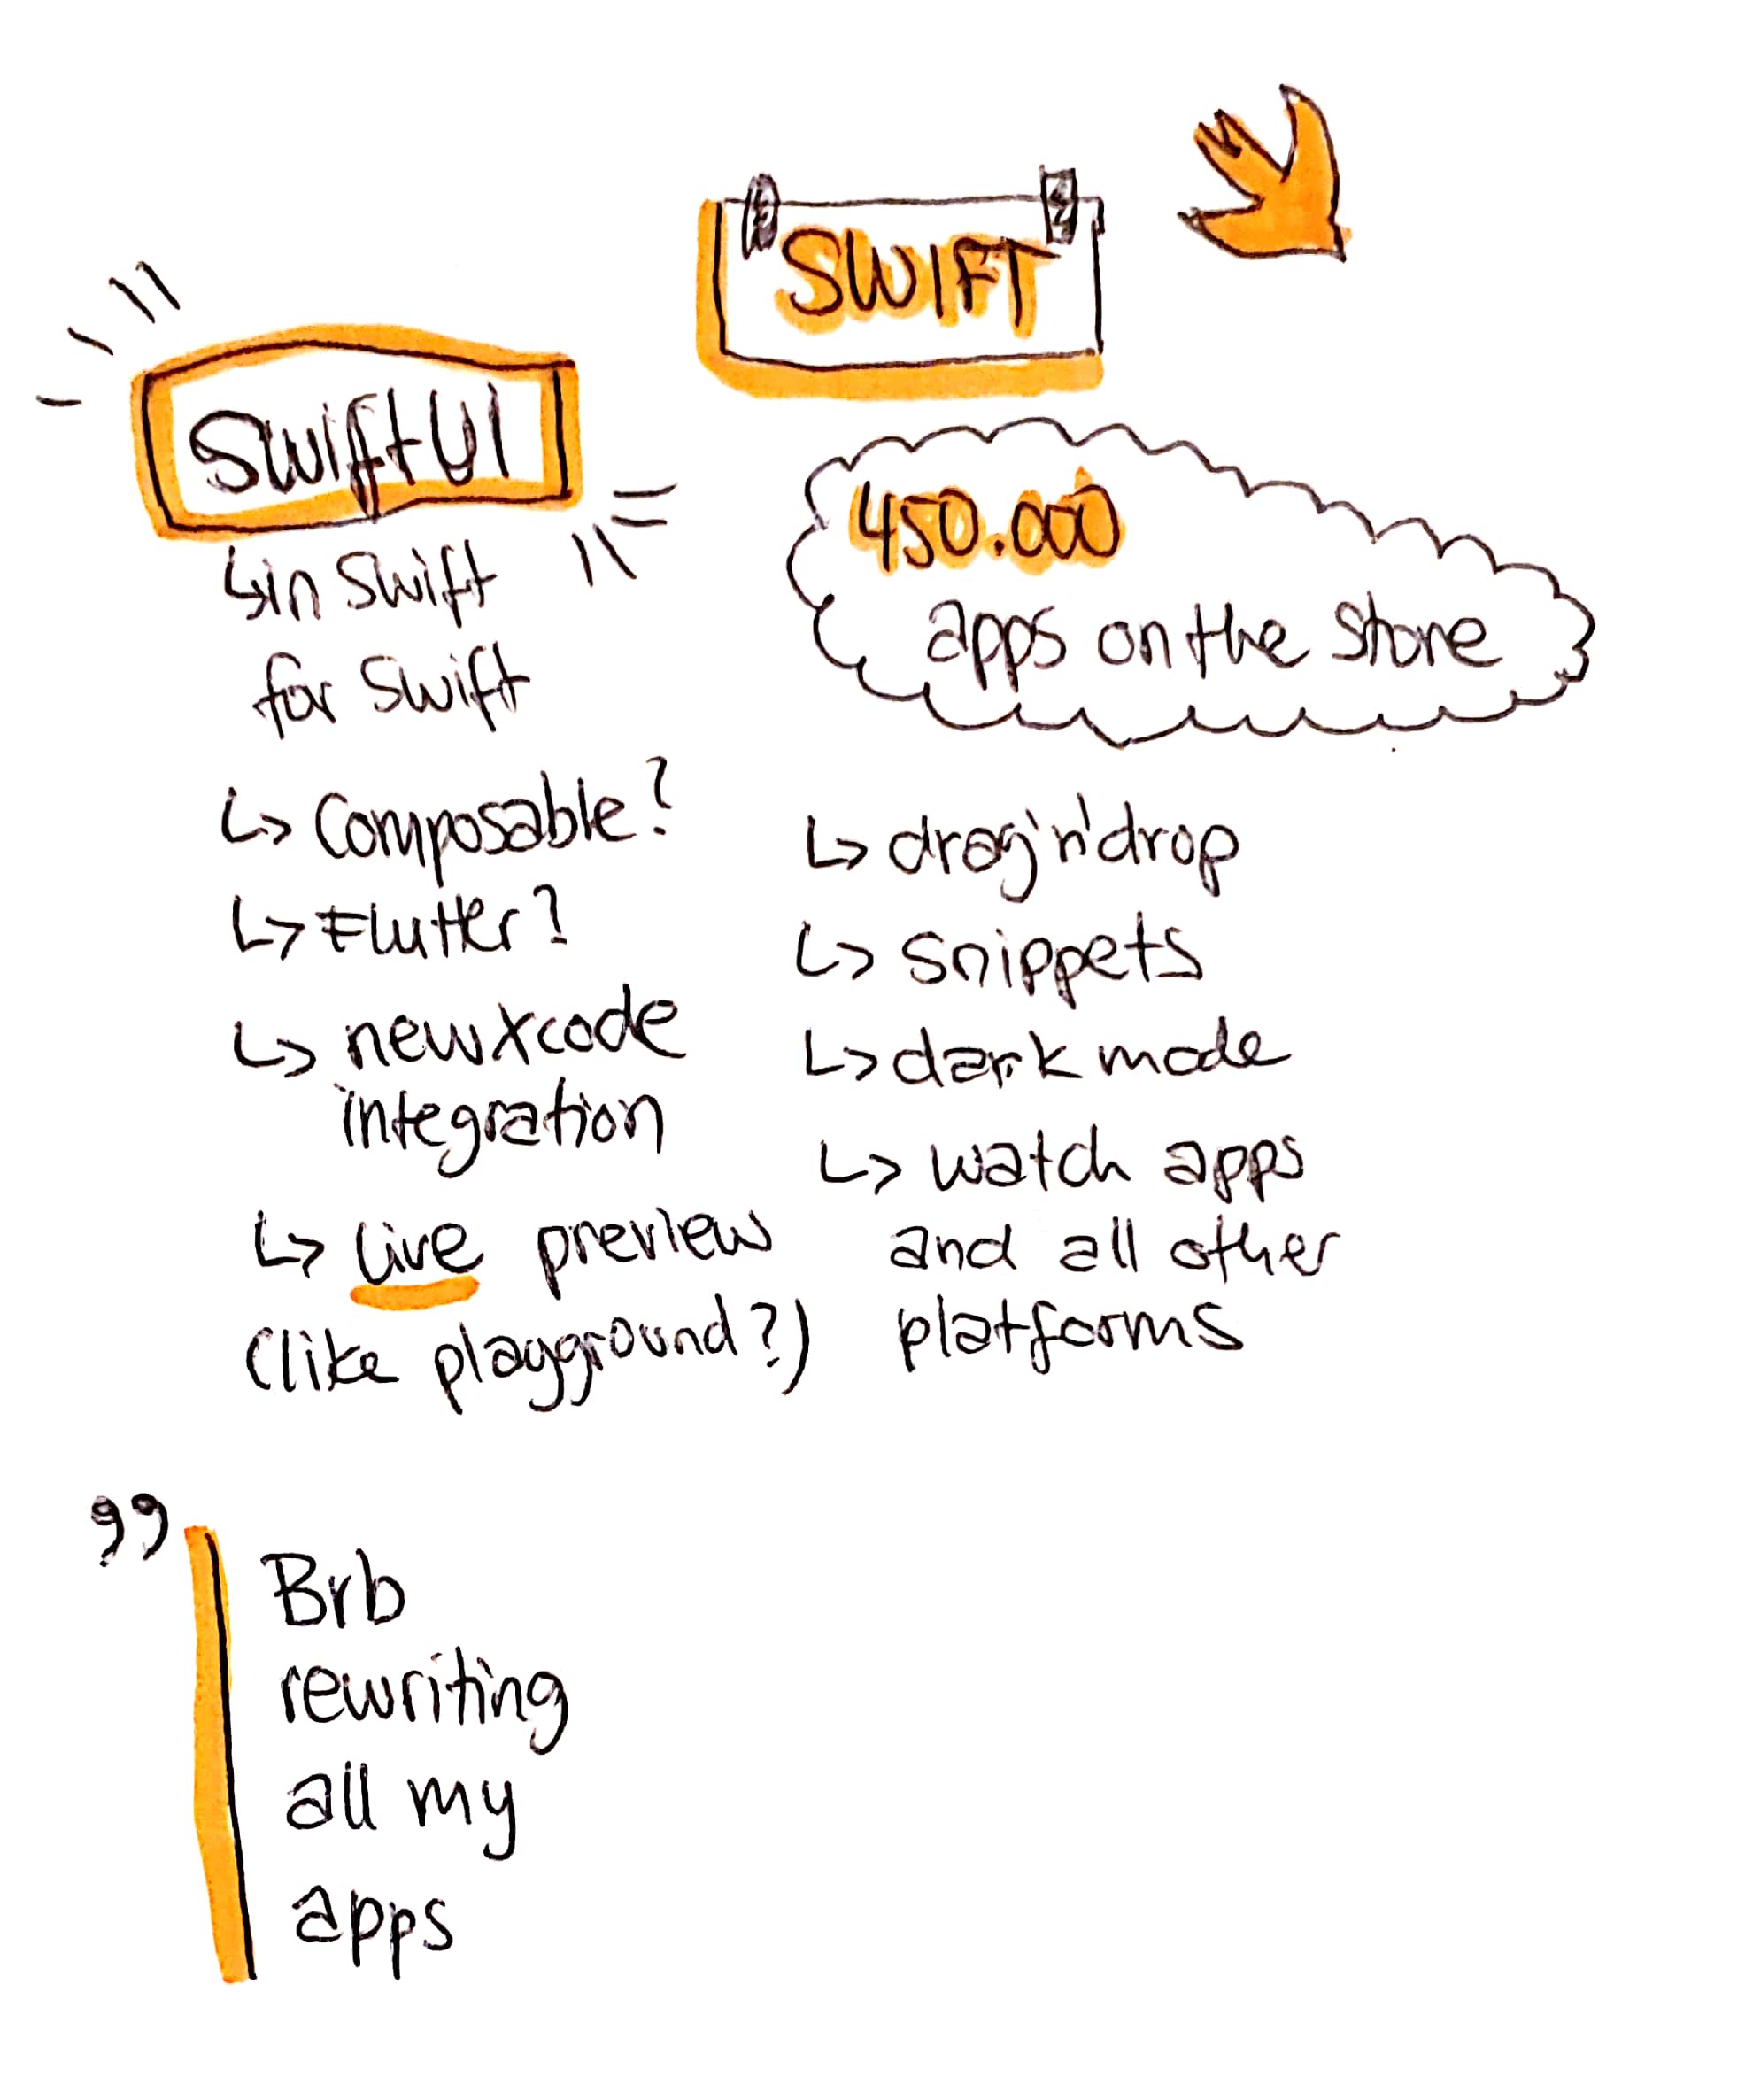 SWIFT
SwiftUI
↳ in Swift
for Swift
450.000
apps on the store
↳ Composable?
↳ Flutter?
↳ new Xcode
integration
↳ live preview
(like playground?)
↳ drag'n'drop
↳ snippets
↳ dark mode
↳ watch apps
and all other
platforms
" Brb
rewriting
all my
apps